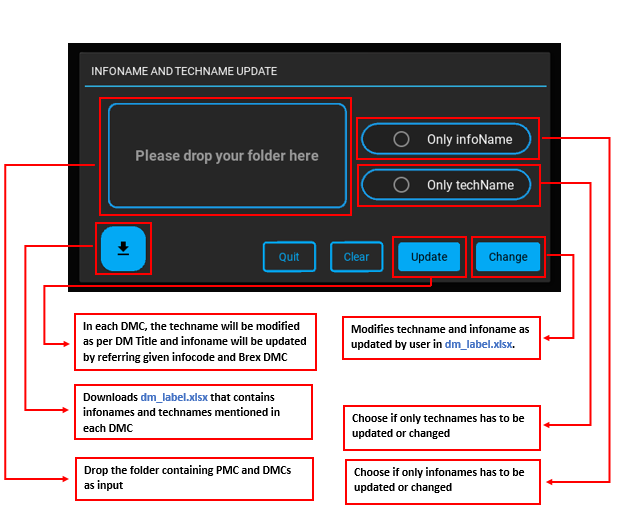 INFONAME AND TECHNAME UPDATE
Please drop your folder here
Only infoName
Only techName
Quit
Clear
Update
Change
In each DMC, the techname will be modified
as per DM Title and infoname will be updated
by referring given infocode and Brex DMC
Modifies techname and infoname as
updated by user in dm_label.xlsx.
Downloads dm_label.xlsx that contains
infonames and technames mentioned in
each DMC
Choose if only technames has to be
updated or changed
Drop the folder containing PMC and DMCs
as input
Choose if only infonames has to be
updated or changed